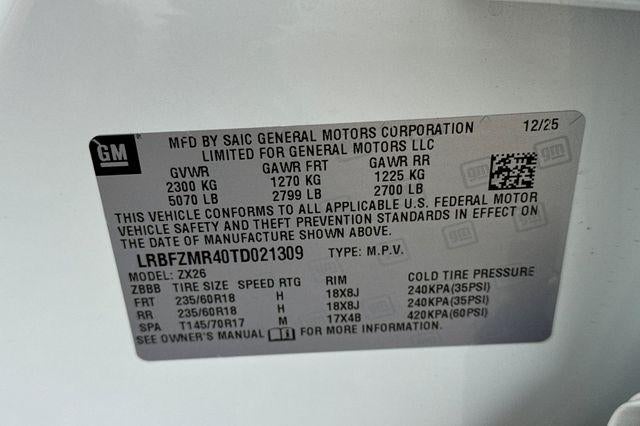 GM
MFD BY SAIC GENERAL MOTORS CORPORATION 12/25
LIMITED FOR GENERAL MOTORS LLC
GVWR GAWR FRT GAWR RR
2300 KG 1270 KG 1225 KG
5070 LB 2799 LB 2700 LB
THIS VEHICLE CONFORMS TO ALL APPLICABLE U.S. FEDERAL MOTOR
VEHICLE SAFETY AND THEFT PREVENTION STANDARDS IN EFFECT ON
THE DATE OF MANUFACTURE SHOWN ABOVE.
LRBFZMR40TD021309 TYPE: M.P.V.
MODEL: ZX26
ZBBB TIRE SIZE SPEED RTG RIM COLD TIRE PRESSURE
FRT 235/60R18 H 18X8J 240KPA(35PSI)
RR 235/60R18 H 18X8J 240KPA(35PSI)
SPA T145/70R17 M 17X4B 420KPA(60PSI)
SEE OWNER'S MANUAL FOR MORE INFORMATION.